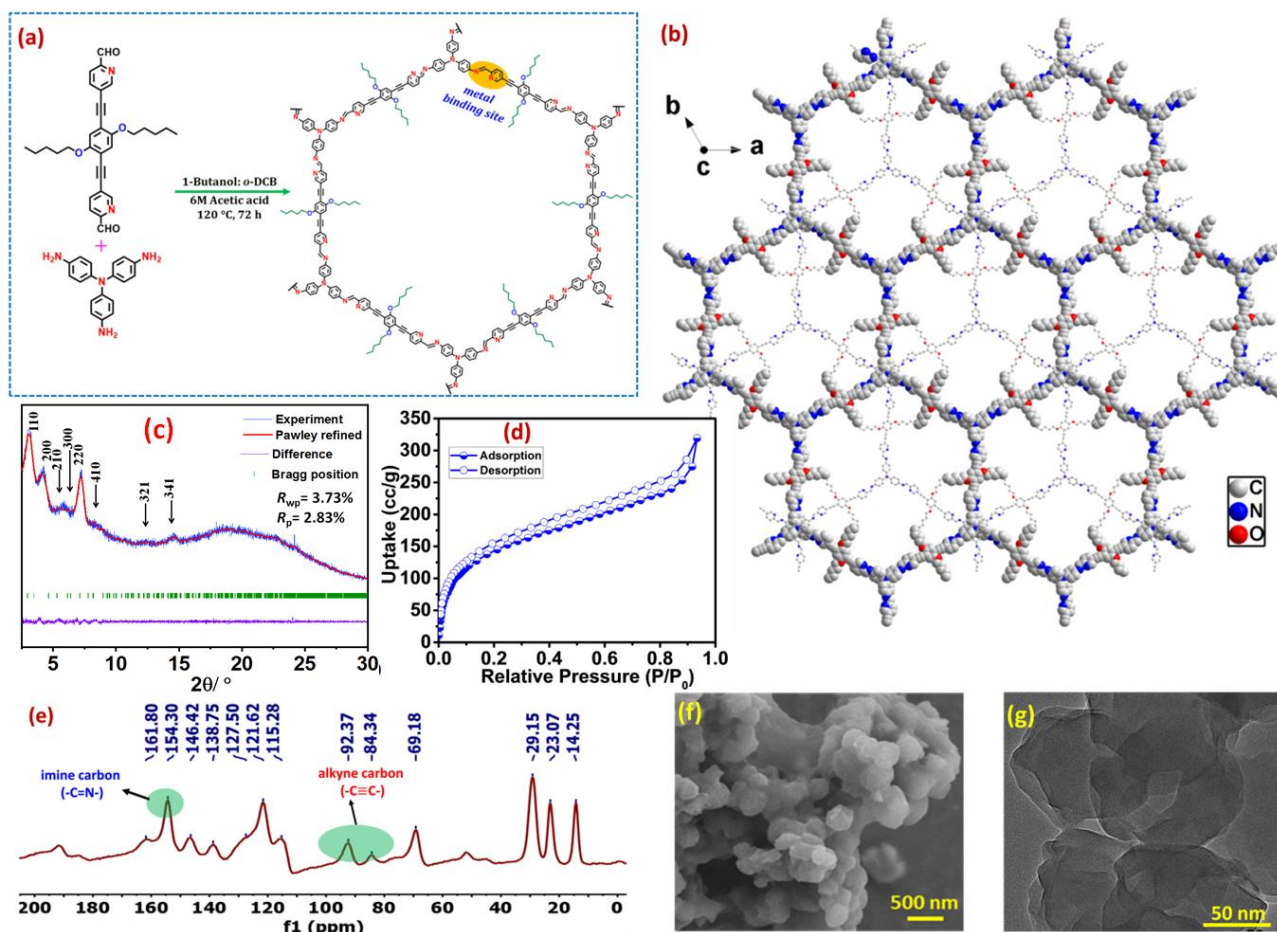 (a)
CHO
N
O
O
N
CHO
+
H₂N
NH₂
N
NH₂
1-Butanol: o-DCB
6M Acetic acid
120 °C, 72 h
metal
binding site
(b)
b
c
a
C
N
O
(c)
110
200
210
300
220
410
321
341
Experiment
Pawley refined
Difference
Bragg position
Rwp= 3.73%
Rp= 2.83%
5 10 15 20 25 30
2θ/ °
(d)
Adsorption
Desorption
Uptake (cc/g)
350
300
250
200
150
100
50
0
0.0 0.2 0.4 0.6 0.8 1.0
Relative Pressure (P/P₀)
(e)
161.80
154.30
146.42
138.75
127.50
121.62
115.28
92.37
84.34
69.18
29.15
23.07
14.25
imine carbon
(-C=N-)
alkyne carbon
(-C≡C-)
200 180 160 140 120 100 80 60 40 20 0
f1 (ppm)
(f)
500 nm
(g)
50 nm